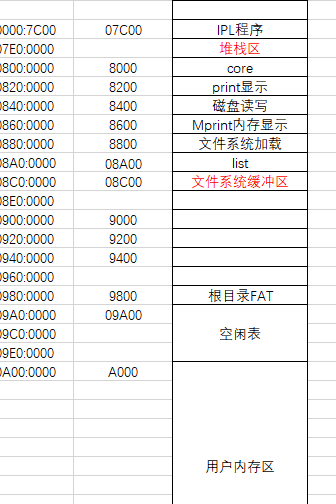 0000:7C00 07C00 IPL程序
07E0:0000 堆栈区
0800:0000 8000 core
0820:0000 8200 print显示
0840:0000 8400 磁盘读写
0860:0000 8600 Mprint内存显示
0880:0000 8800 文件系统加载
08A0:0000 08A00 list
08C0:0000 08C00 文件系统缓冲区
08E0:0000
0900:0000 9000
0920:0000 9200
0940:0000 9400
0960:0000
0980:0000 9800 根目录FAT
09A0:0000 09A00
09C0:0000 空闲表
09E0:0000
0A00:0000 A000
用户内存区